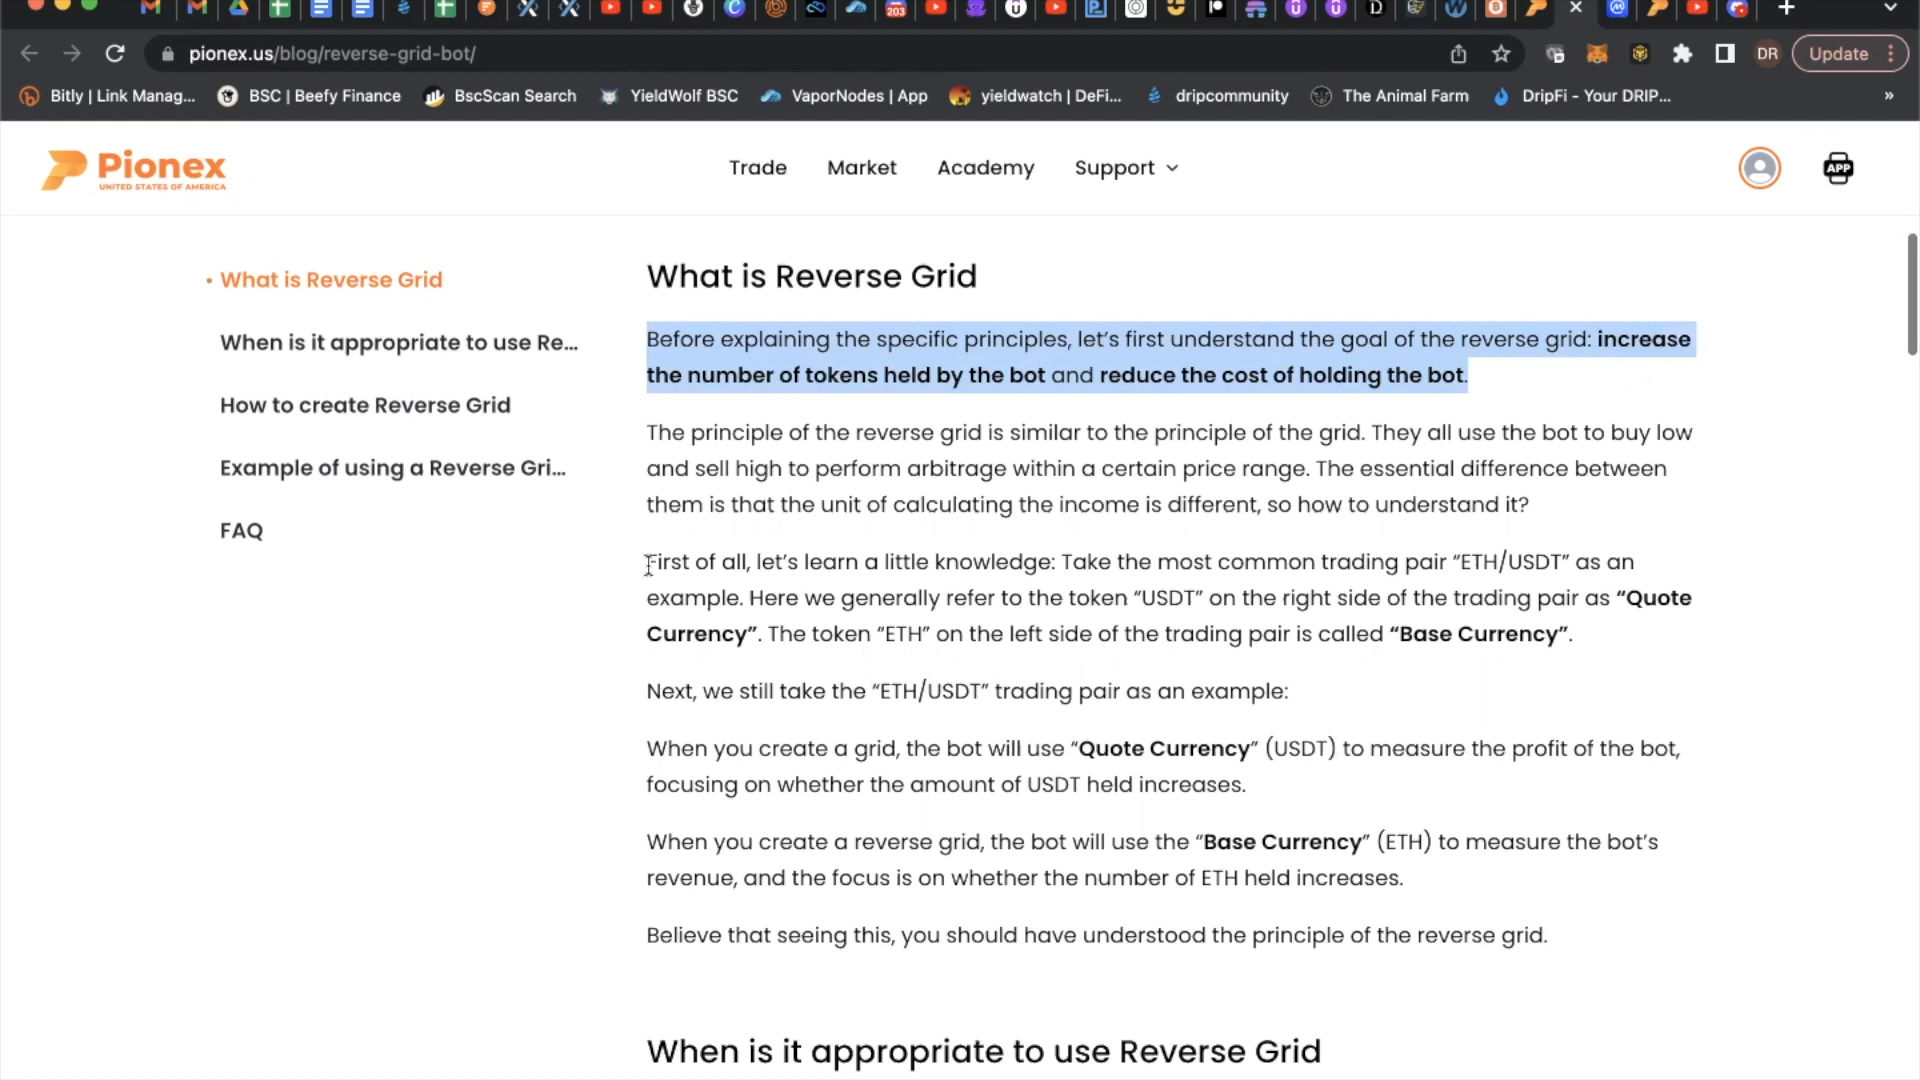 203
pionex.us/blog/reverse-grid-bot/
DR
Update
Bitly | Link Manag...
BSC | Beefy Finance
BscScan Search
YieldWolf BSC
VaporNodes | App
yieldwatch | DeFi...
dripcommunity
The Animal Farm
DripFi - Your DRIP...
»
Pionex
UNITED STATES OF AMERICA
Trade
Market
Academy
Support
APP
• What is Reverse Grid
When is it appropriate to use Re...
How to create Reverse Grid
Example of using a Reverse Gri...
FAQ
What is Reverse Grid
Before explaining the specific principles, let’s first understand the goal of the reverse grid: increase
the number of tokens held by the bot and reduce the cost of holding the bot.
The principle of the reverse grid is similar to the principle of the grid. They all use the bot to buy low
and sell high to perform arbitrage within a certain price range. The essential difference between
them is that the unit of calculating the income is different, so how to understand it?
First of all, let’s learn a little knowledge: Take the most common trading pair “ETH/USDT” as an
example. Here we generally refer to the token “USDT” on the right side of the trading pair as “Quote
Currency”. The token “ETH” on the left side of the trading pair is called “Base Currency”.
Next, we still take the “ETH/USDT” trading pair as an example:
When you create a grid, the bot will use “Quote Currency” (USDT) to measure the profit of the bot,
focusing on whether the amount of USDT held increases.
When you create a reverse grid, the bot will use the “Base Currency” (ETH) to measure the bot’s
revenue, and the focus is on whether the number of ETH held increases.
Believe that seeing this, you should have understood the principle of the reverse grid.
When is it appropriate to use Reverse Grid